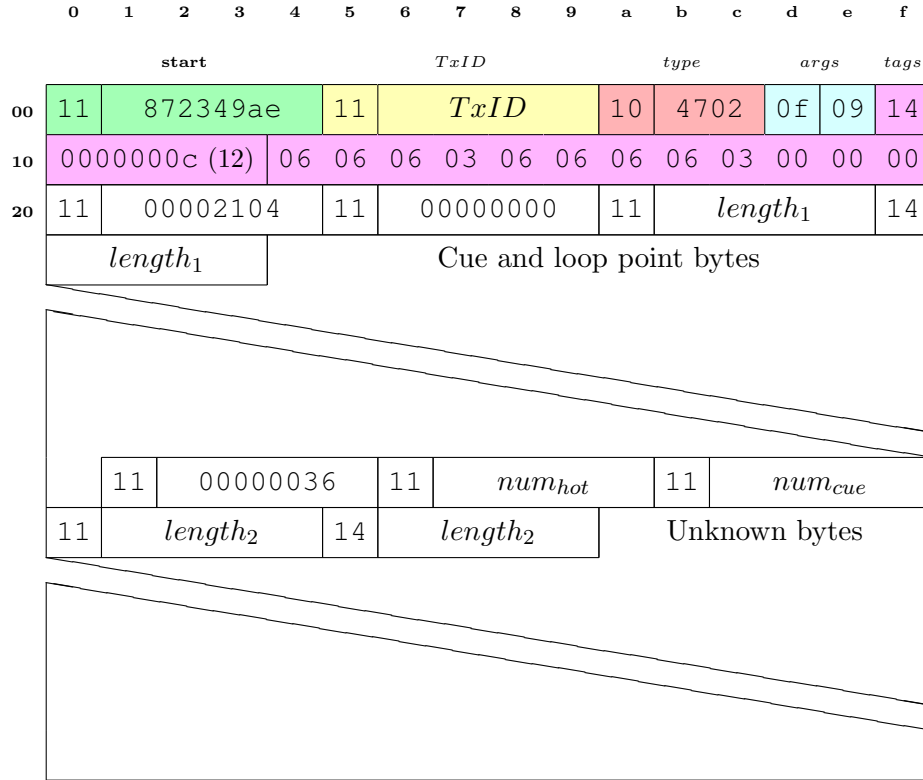 0 1 2 3 4 5 6 7 8 9 a b c d e f
start TxID type args tags
00 11 872349ae 11 TxID 10 4702 0f 09 14
10 0000000c (12) 06 06 06 03 06 06 06 06 03 00 00 00
20 11 00002104 11 00000000 11 length₁ 14
length₁ Cue and loop point bytes
11 00000036 11 numₕₒₜ 11 num_cue
11 length₂ 14 length₂ Unknown bytes